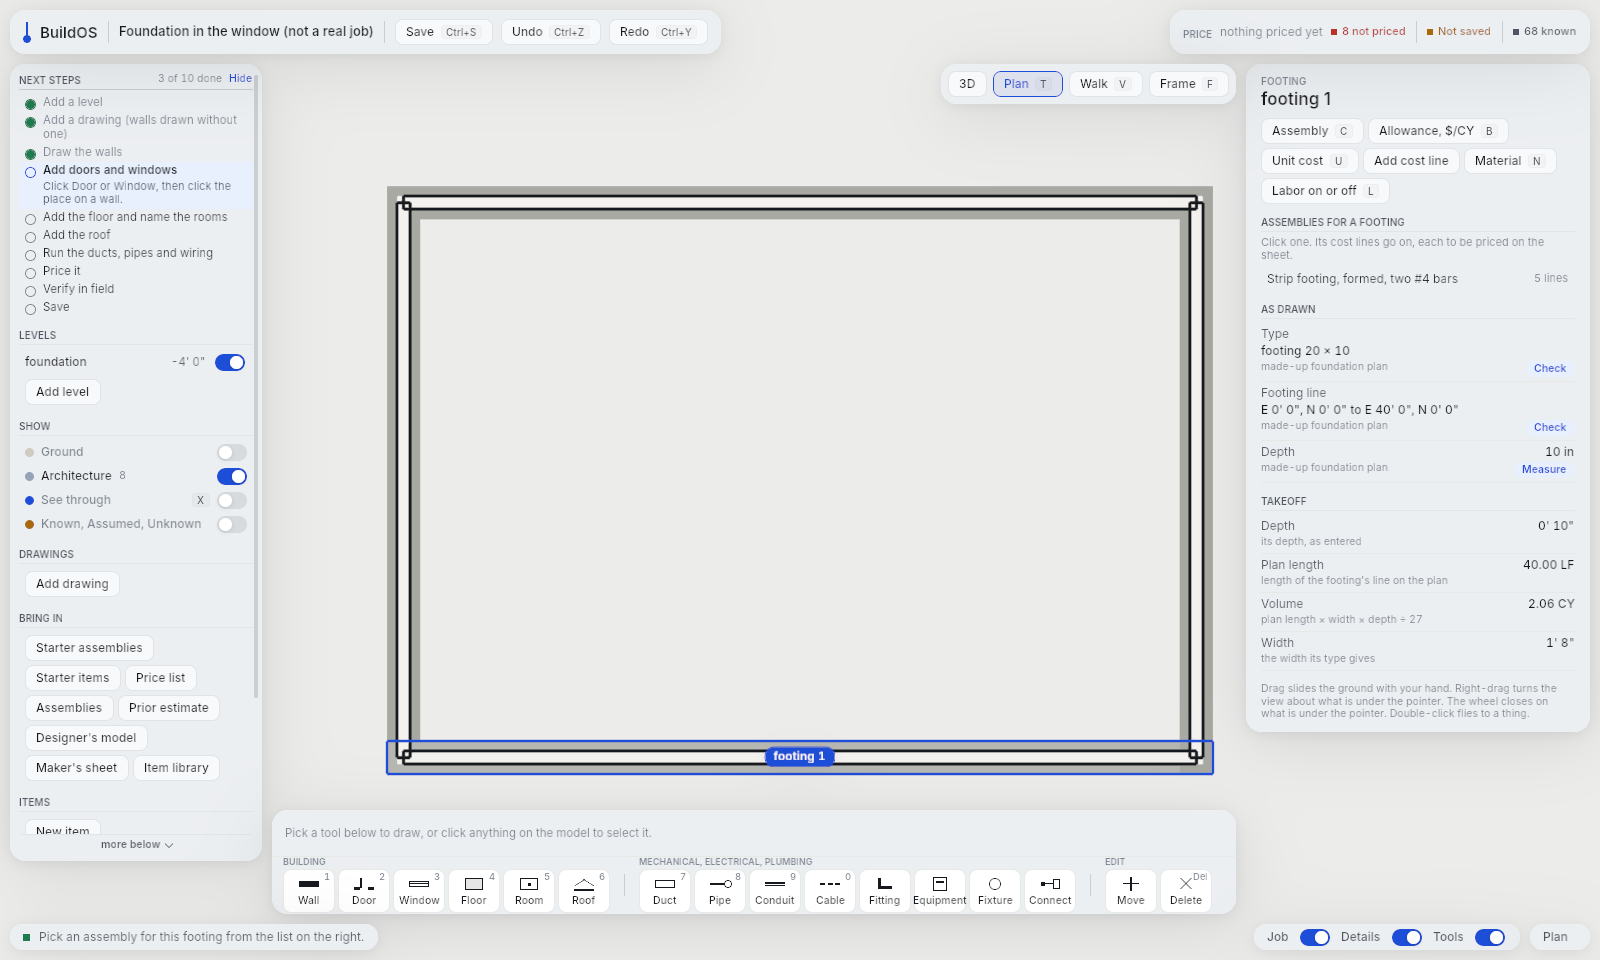 BuildOS
Foundation in the window (not a real job)
Save Ctrl+S
Undo Ctrl+Z
Redo Ctrl+Y
PRICE nothing priced yet 8 not priced
Not saved
68 known
NEXT STEPS 3 of 10 done Hide
Add a level
Add a drawing (walls drawn without
one)
Draw the walls
Add doors and windows
Click Door or Window, then click the
place on a wall.
Add the floor and name the rooms
Add the roof
Run the ducts, pipes and wiring
Price it
Verify in field
Save
LEVELS
foundation -4' 0"
Add level
SHOW
Ground
Architecture 8
See through X
Known, Assumed, Unknown
DRAWINGS
Add drawing
BRING IN
Starter assemblies
Starter items Price list
Assemblies Prior estimate
Designer's model
Maker's sheet Item library
ITEMS
New item
more below
3D Plan T Walk V Frame F
footing 1
FOOTING
footing 1
Assembly C Allowance, $/CY B
Unit cost U Add cost line Material N
Labor on or off L
ASSEMBLIES FOR A FOOTING
Click one. Its cost lines go on, each to be priced on the
sheet.
Strip footing, formed, two #4 bars 5 lines
AS DRAWN
Type
footing 20 × 10
made-up foundation plan Check
Footing line
E 0' 0", N 0' 0" to E 40' 0", N 0' 0"
made-up foundation plan Check
Depth 10 in
made-up foundation plan Measure
TAKEOFF
Depth 0' 10"
its depth, as entered
Plan length 40.00 LF
length of the footing's line on the plan
Volume 2.06 CY
plan length × width × depth ÷ 27
Width 1' 8"
the width its type gives
Drag slides the ground with your hand. Right-drag turns the
view about what is under the pointer. The wheel closes on
what is under the pointer. Double-click flies to a thing.
Pick a tool below to draw, or click anything on the model to select it.
BUILDING MECHANICAL, ELECTRICAL, PLUMBING EDIT
1 2 3 4 5 6 7 8 9 0 Del
Wall Door Window Floor Room Roof Duct Pipe Conduit Cable Fitting Equipment Fixture Connect Move Delete
Pick an assembly for this footing from the list on the right.
Job Details Tools Plan